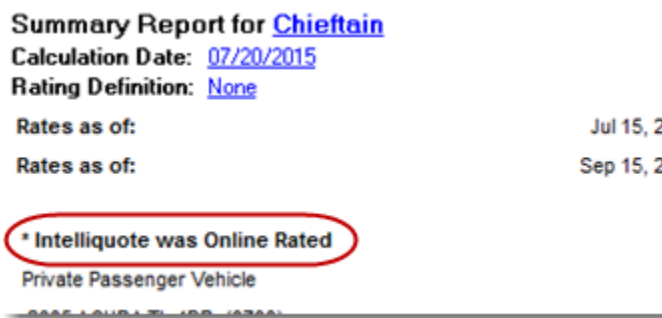 Summary Report for Chieftain
Calculation Date: 07/20/2015
Rating Definition: None
Rates as of: Jul 15, 2
Rates as of: Sep 15, 2
* Intelliquote was Online Rated
Private Passenger Vehicle